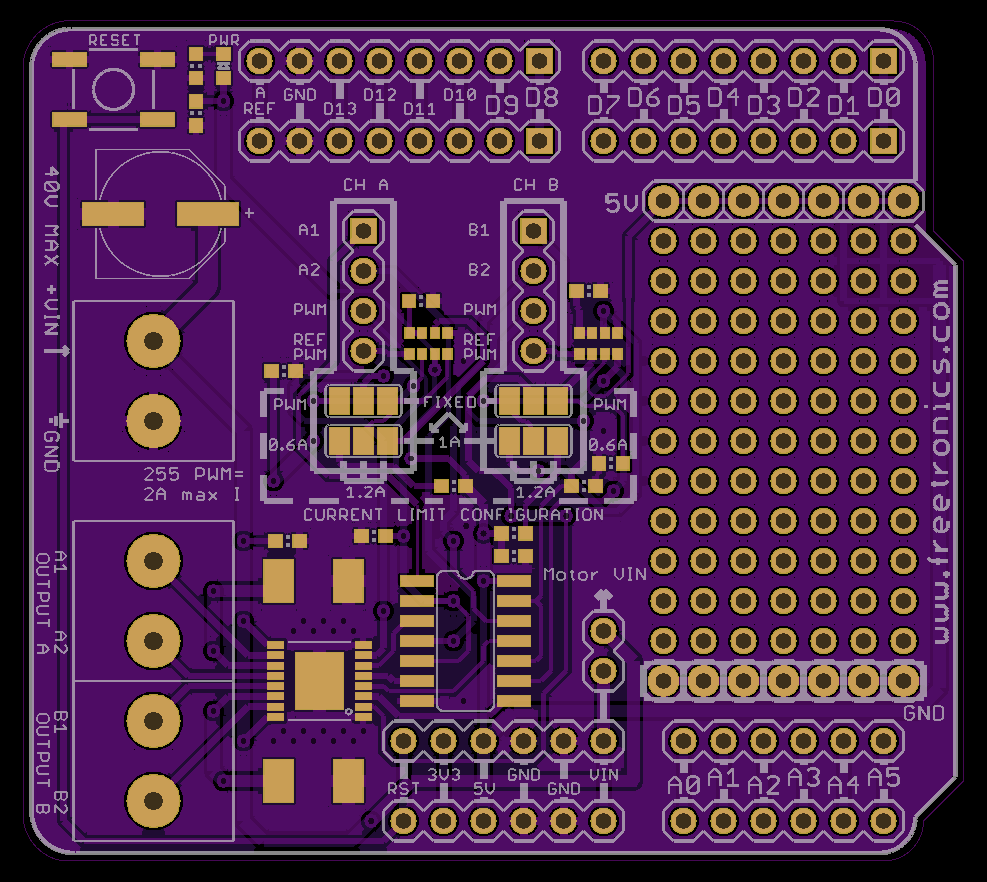 RESET
PWR
A REF
GND
D13
D12
D11
D10
D9
D8
D7
D6
D5
D4
D3
D2
D1
D0
40V MAX +VIN
+
CH A
CH B
5V
A1
A2
PWM
REF
PWM
B1
B2
PWM
REF
PWM
PWM
FIXED
PWM
0.6A
1A
0.6A
1.2A
1.2A
CURRENT LIMIT CONFIGURATION
GND
255 PWM=
2A max I
www.freetronics.com
Motor VIN
A1
A2
OUTPUT A
B1
B2
OUTPUT B
GND
RST
3V3
5V
GND
GND
VIN
A0
A1
A2
A3
A4
A5